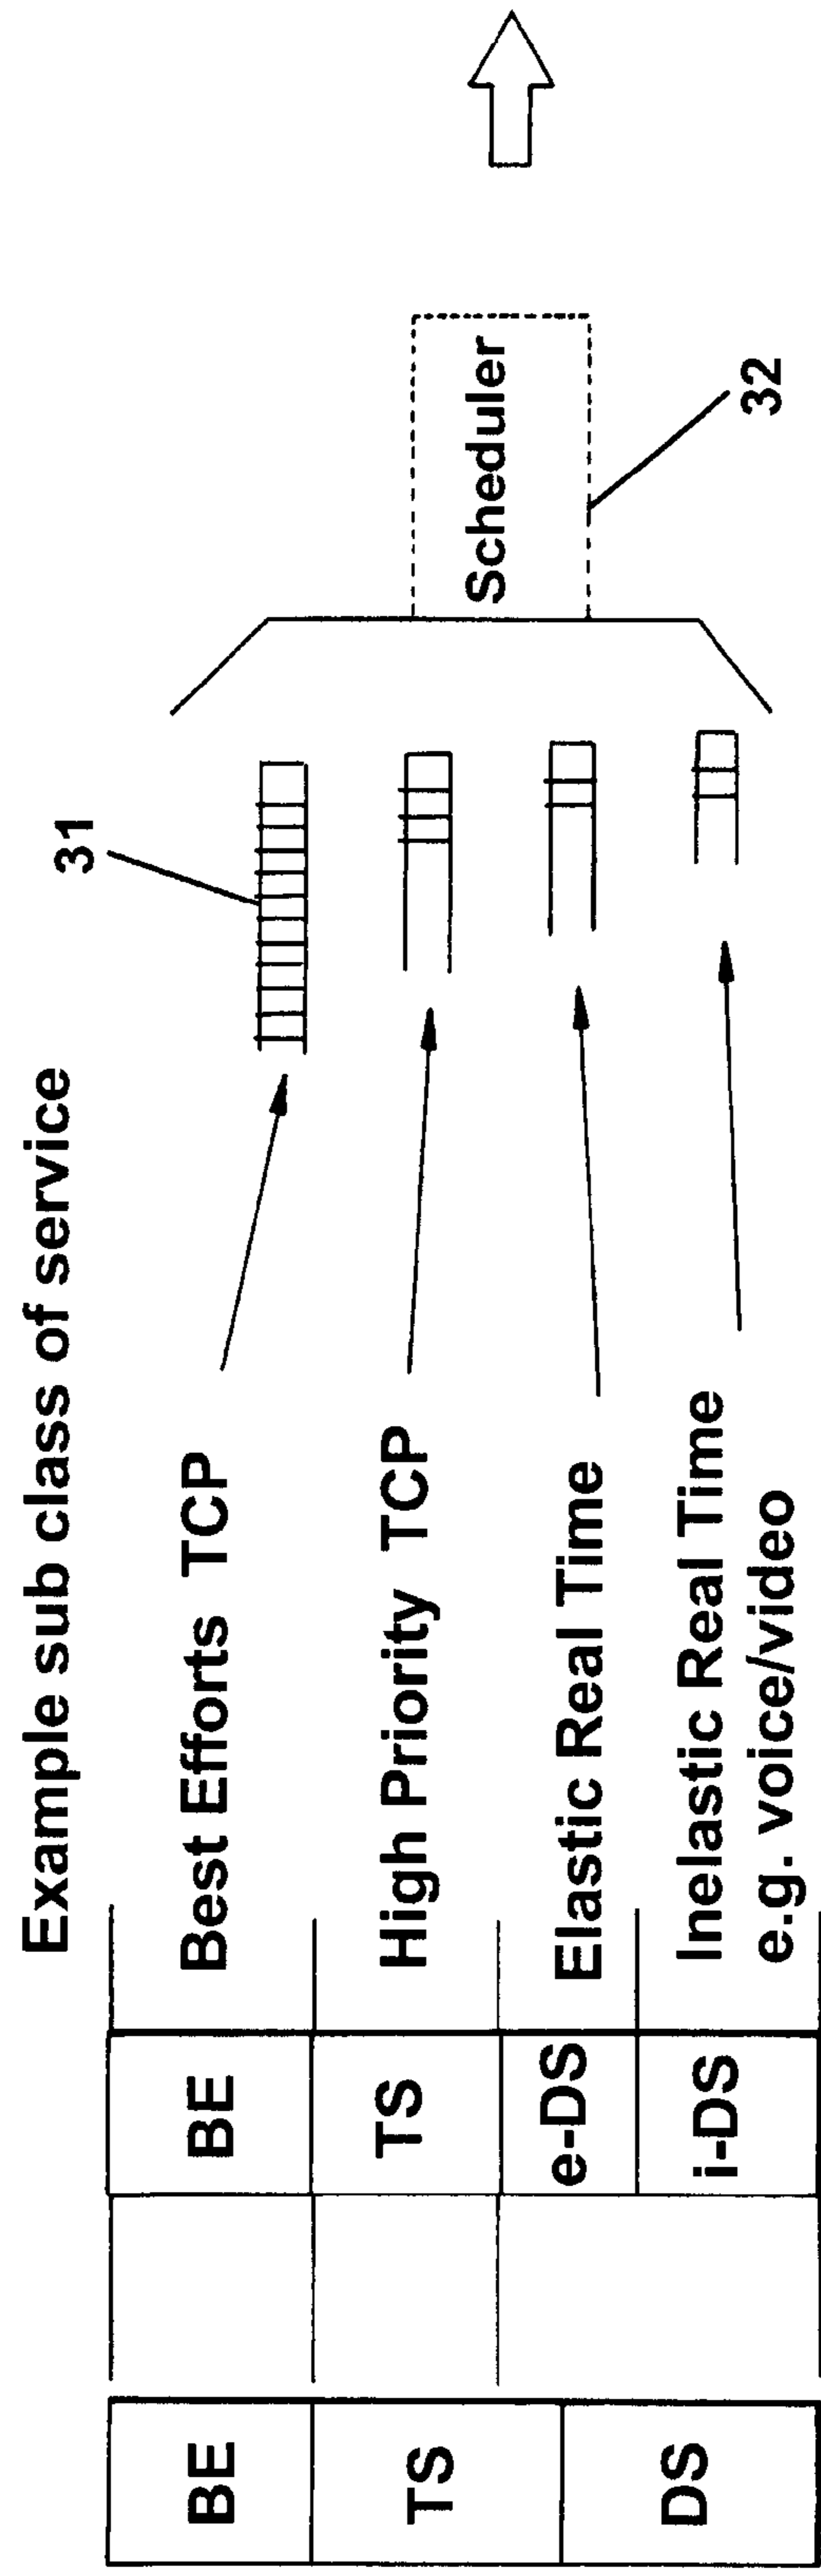 Example sub class of service
31
BE
BE
Best Efforts TCP
TS
TS
High Priority TCP
Scheduler
DS
e-DS
Elastic Real Time
i-DS
Inelastic Real Time
e.g. voice/video
32